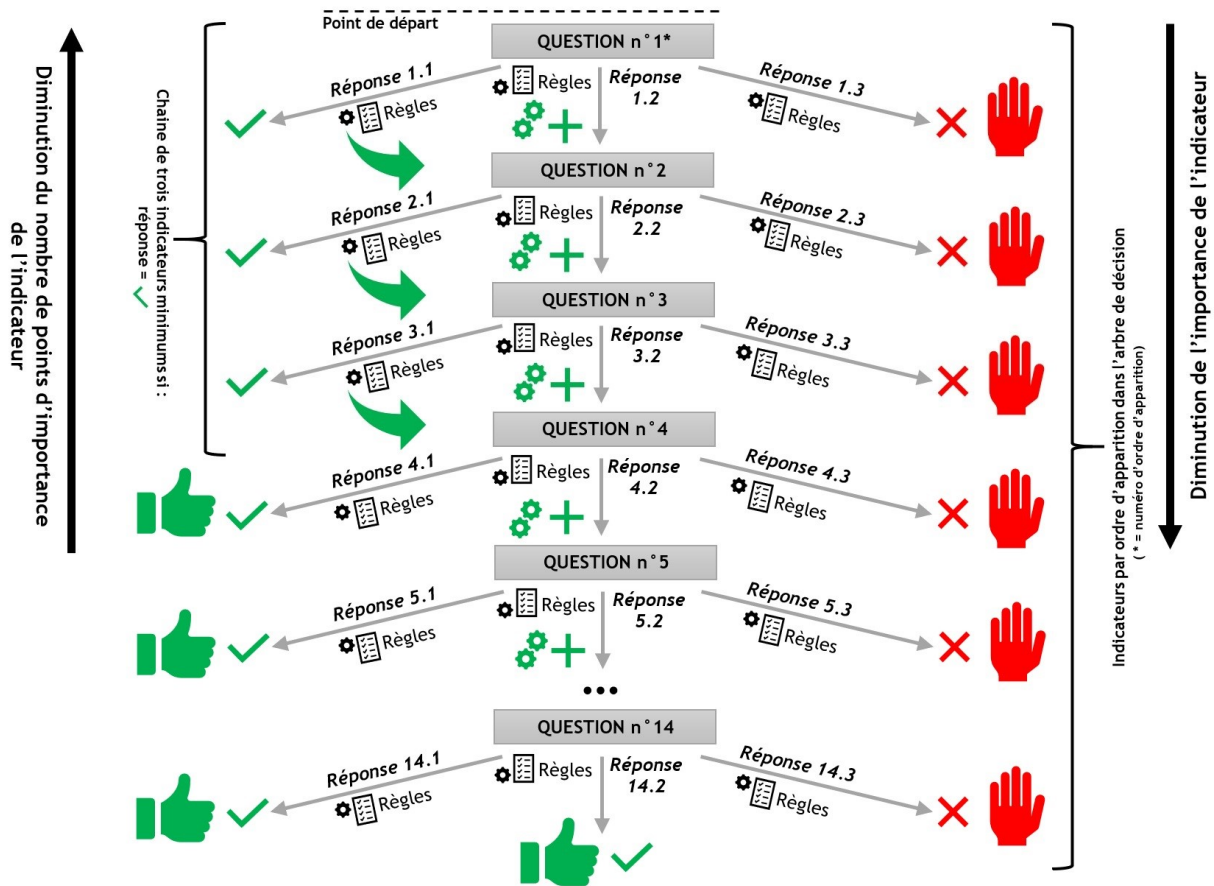 Point de départ
QUESTION n°1*
Réponse 1.1
Règles
Règles
Réponse
1.2
Réponse 1.3
Règles
QUESTION n°2
Réponse 2.1
Règles
Règles
Réponse
2.2
Réponse 2.3
Règles
QUESTION n°3
Réponse 3.1
Règles
Règles
Réponse
3.2
Réponse 3.3
Règles
QUESTION n°4
Réponse 4.1
Règles
Règles
Réponse
4.2
Réponse 4.3
Règles
QUESTION n°5
Réponse 5.1
Règles
Règles
Réponse
5.2
Réponse 5.3
Règles
...
QUESTION n°14
Réponse 14.1
Règles
Règles
Réponse
14.2
Réponse 14.3
Règles
Diminution du nombre de points d'importance
de l'indicateur
Chaine de trois indicateurs minimums si :
réponse =
Indicateurs par ordre d'apparition dans l'arbre de décision
( * = numéro d'ordre d'apparition)
Diminution de l'importance de l'indicateur